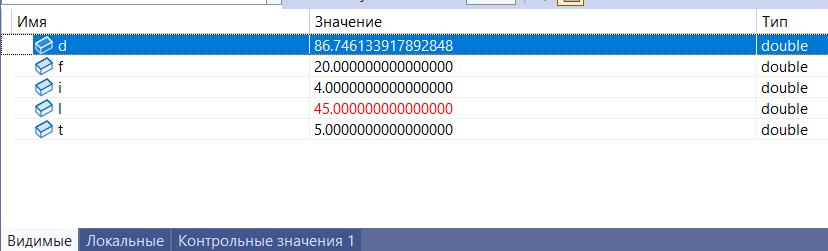 Имя Значение Тип
d 86.746133917892848 double
f 20.000000000000000 double
i 4.0000000000000000 double
l 45.000000000000000 double
t 5.0000000000000000 double
Видимые Локальные Контрольные значения 1